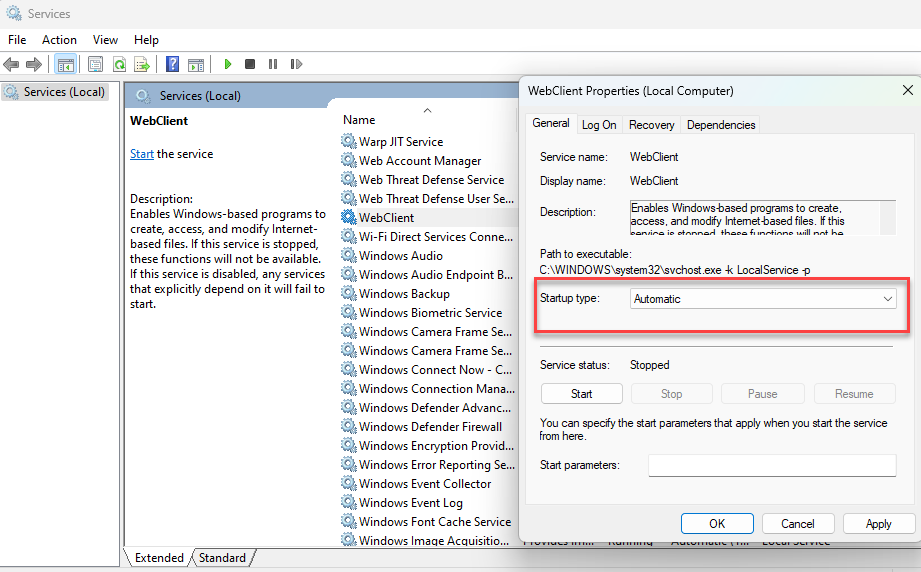 Services
File Action View Help
Services (Local)
Services (Local)
WebClient
Start the service
Description:
Enables Windows-based programs to
create, access, and modify Internet-
based files. If this service is stopped,
these functions will not be available.
If this service is disabled, any services
that explicitly depend on it will fail to
start.
Name
Warp JIT Service
Web Account Manager
Web Threat Defense Service
Web Threat Defense User Se...
WebClient
Wi-Fi Direct Services Conne...
Windows Audio
Windows Audio Endpoint B...
Windows Backup
Windows Biometric Service
Windows Camera Frame Se...
Windows Camera Frame Se...
Windows Connect Now - C...
Windows Connection Mana...
Windows Defender Advanc...
Windows Defender Firewall
Windows Encryption Provid...
Windows Error Reporting Se...
Windows Event Collector
Windows Event Log
Windows Font Cache Service
Windows Image Acquisitio...
Extended Standard
WebClient Properties (Local Computer)
General Log On Recovery Dependencies
Service name: WebClient
Display name: WebClient
Description: Enables Windows-based programs to create,
access, and modify Internet-based files. If this
service is stopped, these functions will not be
Path to executable:
C:\WINDOWS\system32\svchost.exe -k LocalService -p
Startup type: Automatic
Service status: Stopped
Start Stop Pause Resume
You can specify the start parameters that apply when you start the service
from here.
Start parameters:
OK Cancel Apply